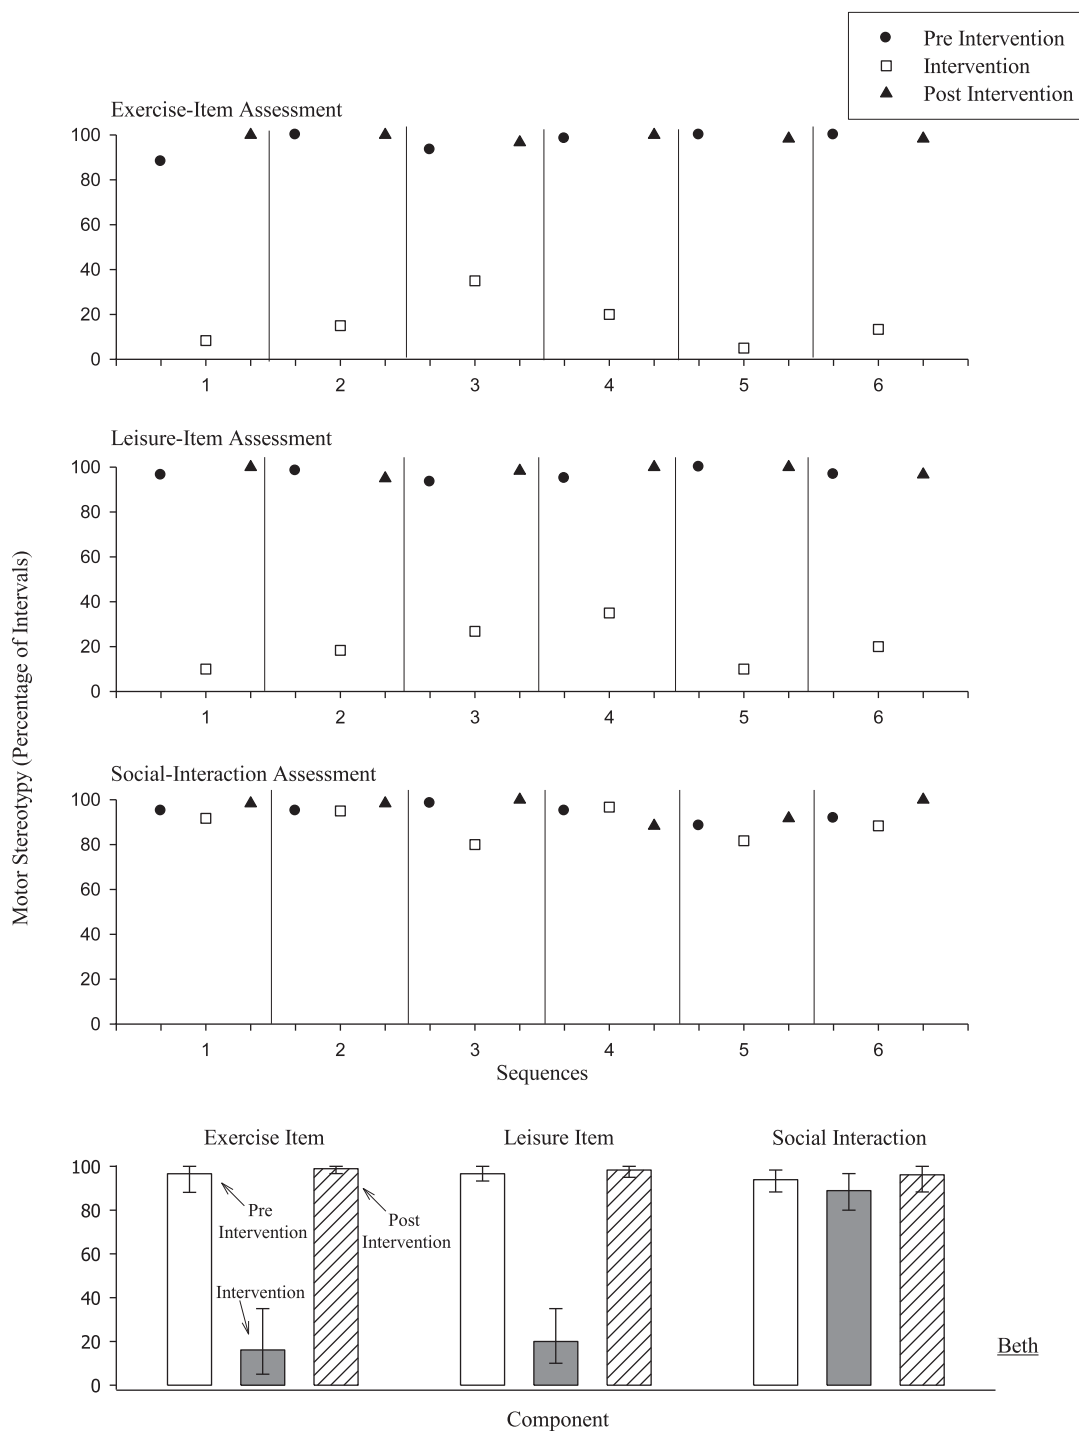 Pre Intervention
Intervention
Post Intervention
Exercise-Item Assessment
100
80
60
40
20
0
1 2 3 4 5 6
Leisure-Item Assessment
100
80
60
40
20
0
1 2 3 4 5 6
Motor Stereotypy (Percentage of Intervals)
Social-Interaction Assessment
100
80
60
40
20
0
1 2 3 4 5 6
Sequences
Exercise Item Leisure Item Social Interaction
100
80
60
40
20
0
Pre
Intervention
Post
Intervention
Intervention
Beth
Component